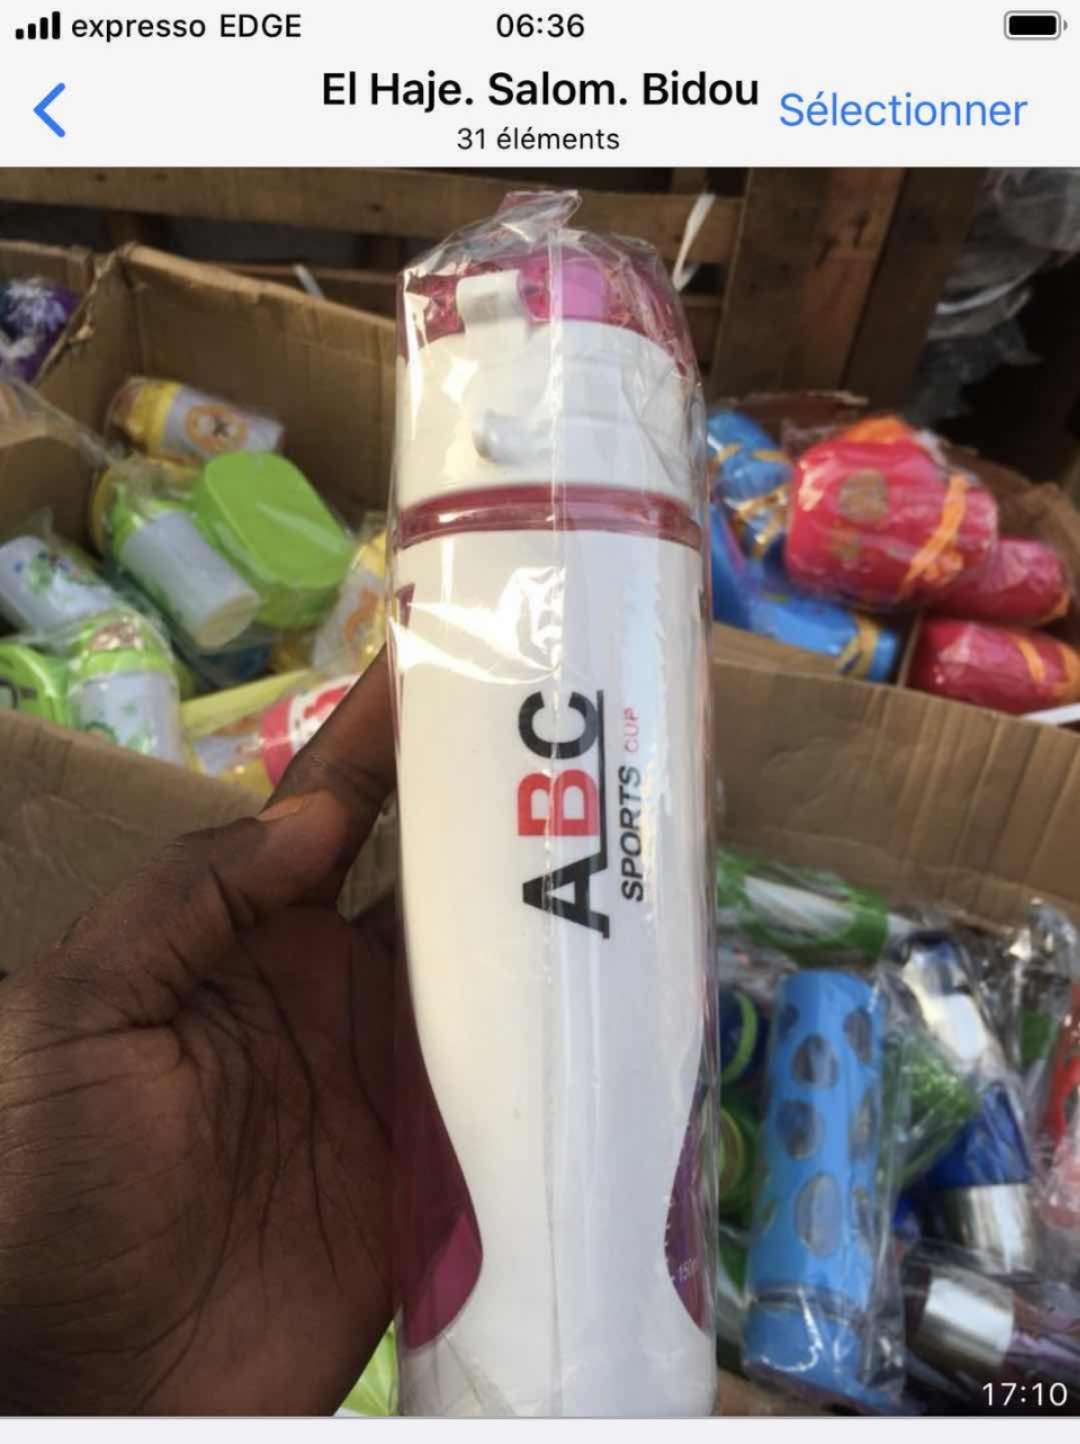 expresso EDGE
06:36
El Haje. Salom. Bidou
Sélectionner
31 éléments
ABC
SPORTS CUP
17:10